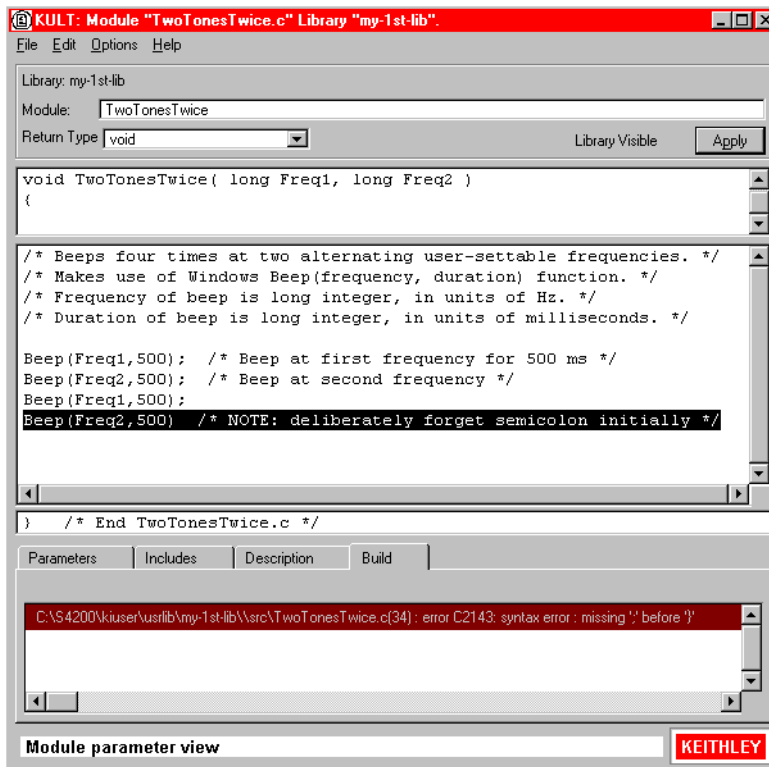 KULT: Module "TwoTonesTwice.c" Library "my-1st-lib".
File Edit Options Help
Library: my-1st-lib
Module: TwoTonesTwice
Return Type void Library Visible Apply
void TwoTonesTwice( long Freq1, long Freq2 )
{
/* Beeps four times at two alternating user-settable frequencies. */
/* Makes use of Windows Beep(frequency, duration) function. */
/* Frequency of beep is long integer, in units of Hz. */
/* Duration of beep is long integer, in units of milliseconds. */
Beep(Freq1,500); /* Beep at first frequency for 500 ms */
Beep(Freq2,500); /* Beep at second frequency */
Beep(Freq1,500);
Beep(Freq2,500) /* NOTE: deliberately forget semicolon initially */
} /* End TwoTonesTwice.c */
Parameters Includes Description Build
C:\S4200\kiuser\usrlib\my-1st-lib\\src\TwoTonesTwice.c(34) : error C2143: syntax error : missing ';' before '}'
Module parameter view KEITHLEY